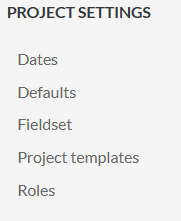 PROJECT SETTINGS
Dates
Defaults
Fieldset
Project templates
Roles